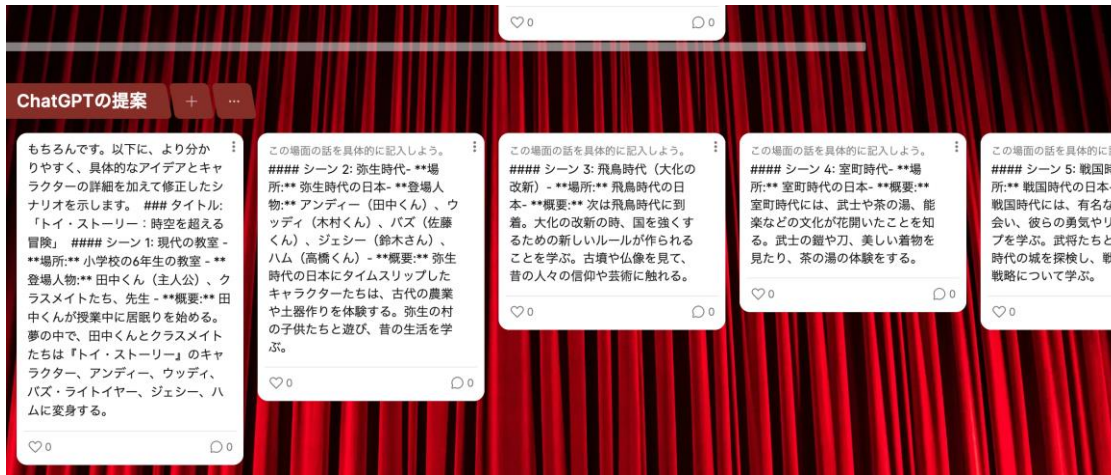 0 0
ChatGPTの提案
もちろんです。以下に、より分か
りやすく、具体的なアイデアとキャ
ラクターの詳細を加えて修正したシ
ナリオを示します。 ### タイトル:
「トイ・ストーリー：時空を超える
冒険」 #### シーン 1: 現代の教室 -
**場所:** 小学校の6年生の教室 - **
登場人物:** 田中くん（主人公）、ク
ラスメイトたち、先生 - **概要:** 田
中くんが授業中に居眠りを始める。
夢の中で、田中くんとクラスメイト
たちは『トイ・ストーリー』のキャ
ラクター、アンディー、ウッディ、
バズ・ライトイヤー、ジェシー、ハ
ムに変身する。
0 0
この場面の話を具体的に記入しよう。
#### シーン 2: 弥生時代- **場
所:** 弥生時代の日本- **登場人
物:** アンディー（田中くん）、ウ
ッディ（木村くん）、バズ（佐藤
くん）、ジェシー（鈴木さん）、
ハム（高橋くん）- **概要:** 弥生
時代の日本にタイムスリップした
キャラクターたちは、古代の農業
や土器作りを体験する。弥生の村
の子供たちと遊び、昔の生活を学
ぶ。
0 0
この場面の話を具体的に記入しよう。
#### シーン 3: 飛鳥時代（大化の
改新）- **場所:** 飛鳥時代の日
本- **概要:** 次は飛鳥時代に到
着。大化の改新の時、国を強くす
るための新しいルールが作られる
ことを学ぶ。古墳や仏像を見て、
昔の人々の信仰や芸術に触れる。
0 0
この場面の話を具体的に記入しよう。
#### シーン 4: 室町時代- **場
所:** 室町時代の日本- **概要:**
室町時代には、武士や茶の湯、能
楽などの文化が花開いたことを知
る。武士の鎧や刀、美しい着物を
見たり、茶の湯の体験をする。
0 0
この場面の話を具体的に
#### シーン 5: 戦国時
所:** 戦国時代の日本-
戦国時代には、有名な
会い、彼らの勇気やリ
プを学ぶ。武将たちと
時代の城を探検し、戦
戦略について学ぶ。
0